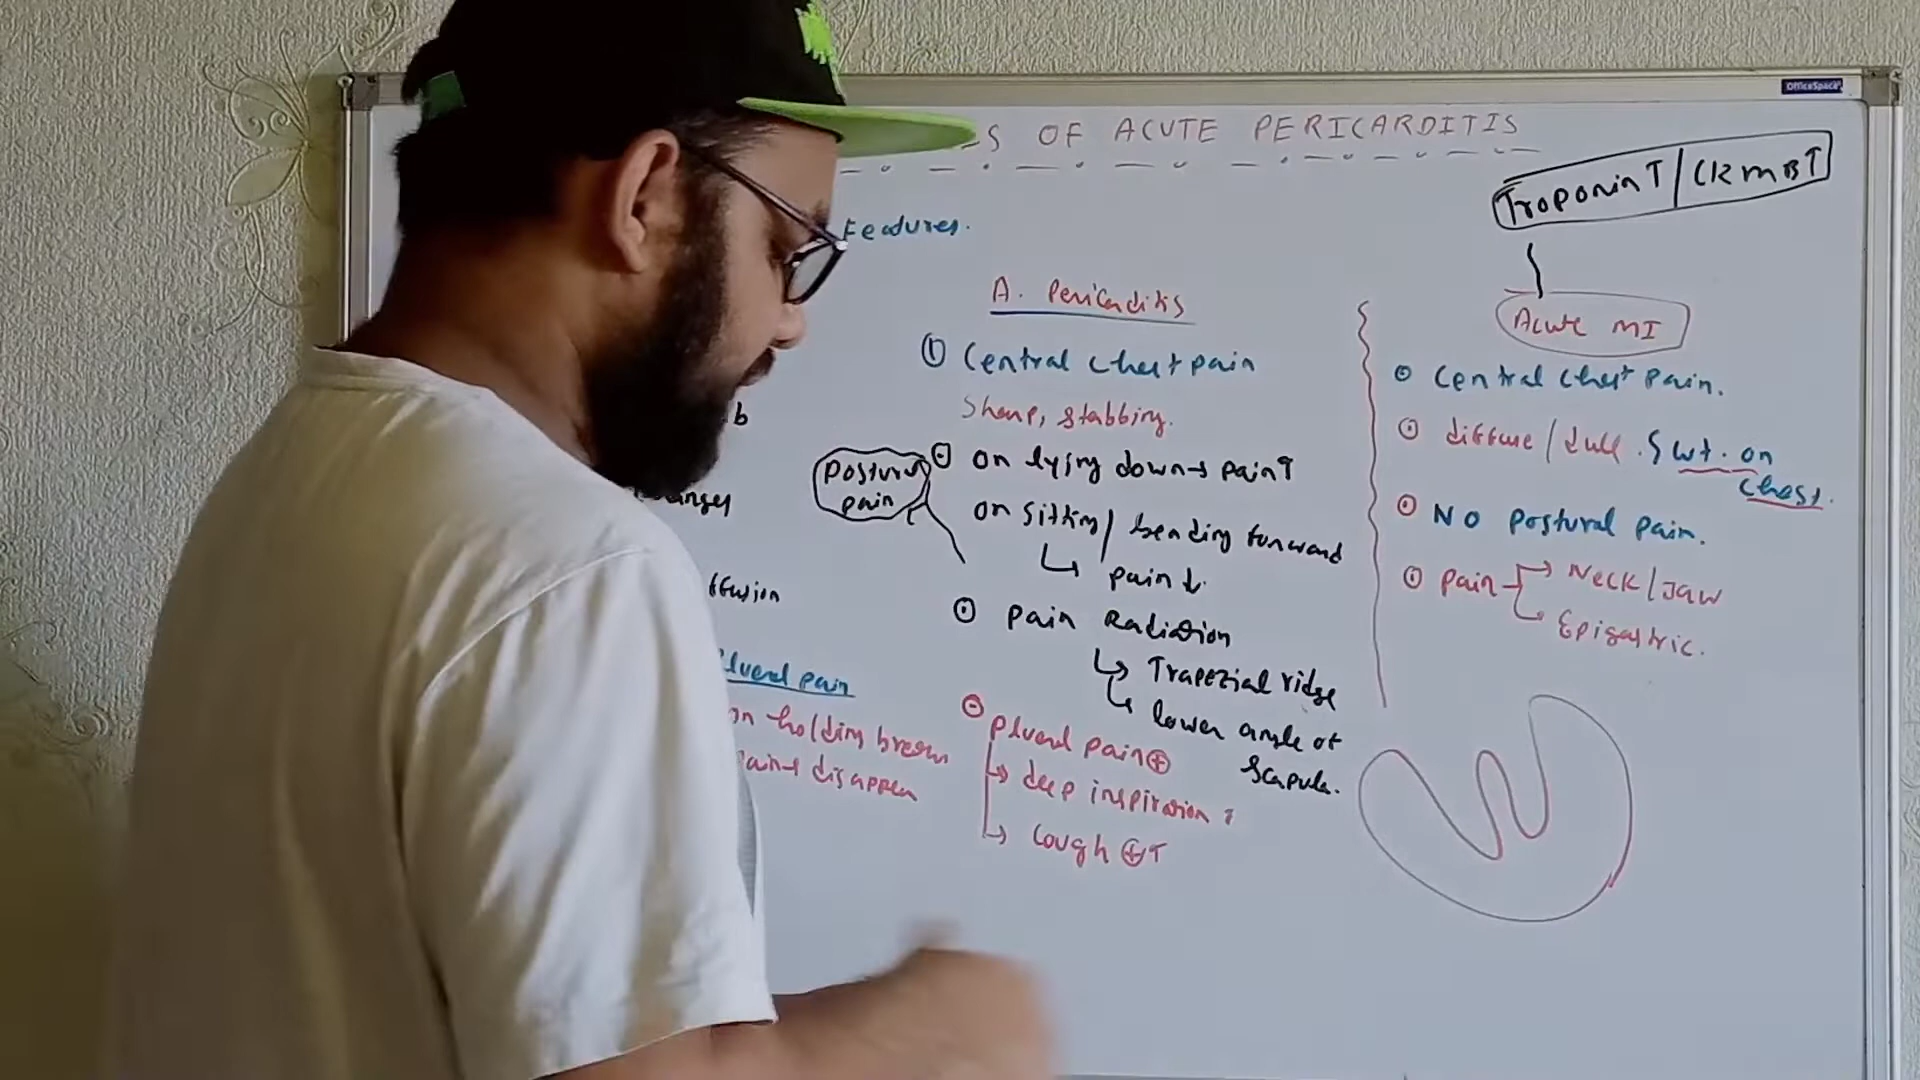 OfficeSpace
S OF ACUTE PERICARDITIS
Troponin T / CKMBT
Features.
A. Pericarditis
Central chest pain
Sharp, stabbing.
Postural pain
on lying down → pain↑
on sitting / bending forward
↳ pain ↓.
pain Radiation
↳ Trapezial ridge
↳ lower angle of
Scapula.
pleural pain ⊕
↳ deep inspiration ↑
↳ cough ⊕↑
Acute MI
central chest pain.
diffuse / dull. § wt. on
chest.
NO postural pain.
pain → Neck / Jaw
↳ Epigastric.
b
ffusion
pleural pain
on holding breath
pain → disappear